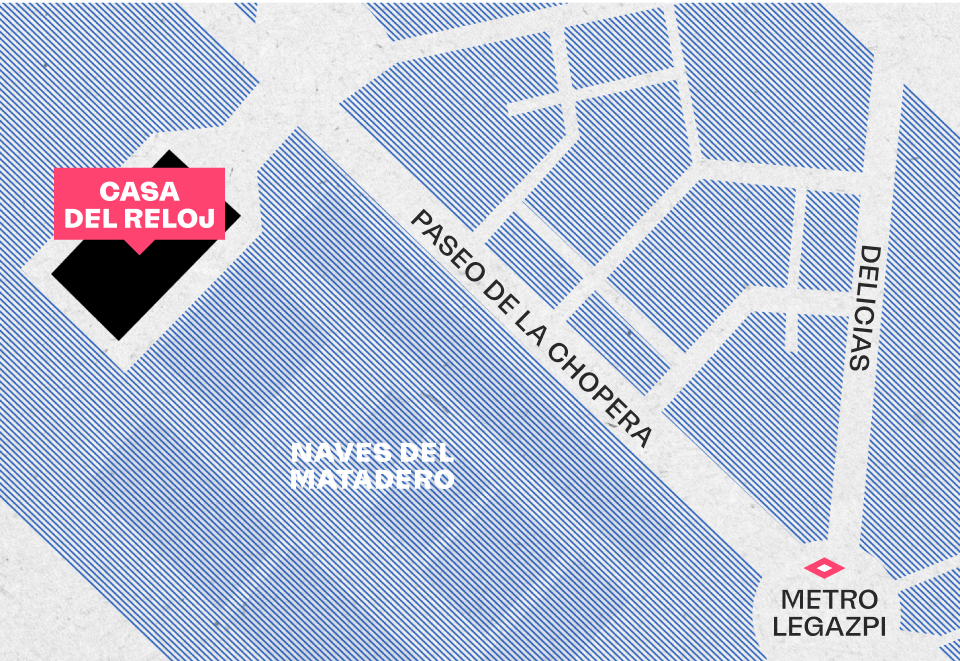 CASA
DEL RELOJ
PASEO DE LA CHOPERA
DELICIAS
NAVES DEL
MATADERO
METRO
LEGAZPI